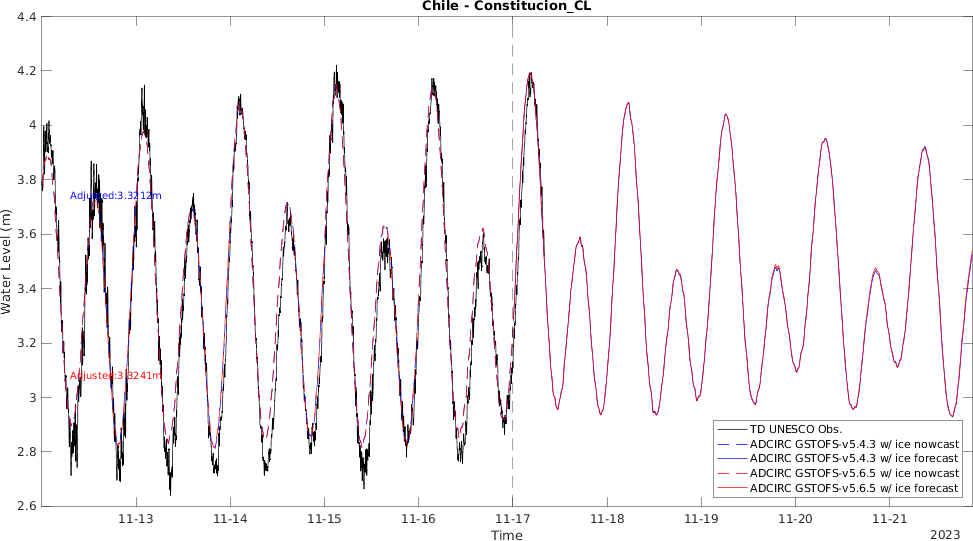 Chile - Constitucion_CL
4.4
4.2
4
3.8
3.6
3.4
3.2
3
2.8
2.6
Water Level (m)
Adjusted:3.3212m
Adjusted:3.3241m
TD UNESCO Obs.
ADCIRC GSTOFS-v5.4.3 w/ ice nowcast
ADCIRC GSTOFS-v5.4.3 w/ ice forecast
ADCIRC GSTOFS-v5.6.5 w/ ice nowcast
ADCIRC GSTOFS-v5.6.5 w/ ice forecast
11-13 11-14 11-15 11-16 11-17 11-18 11-19 11-20 11-21
Time
2023